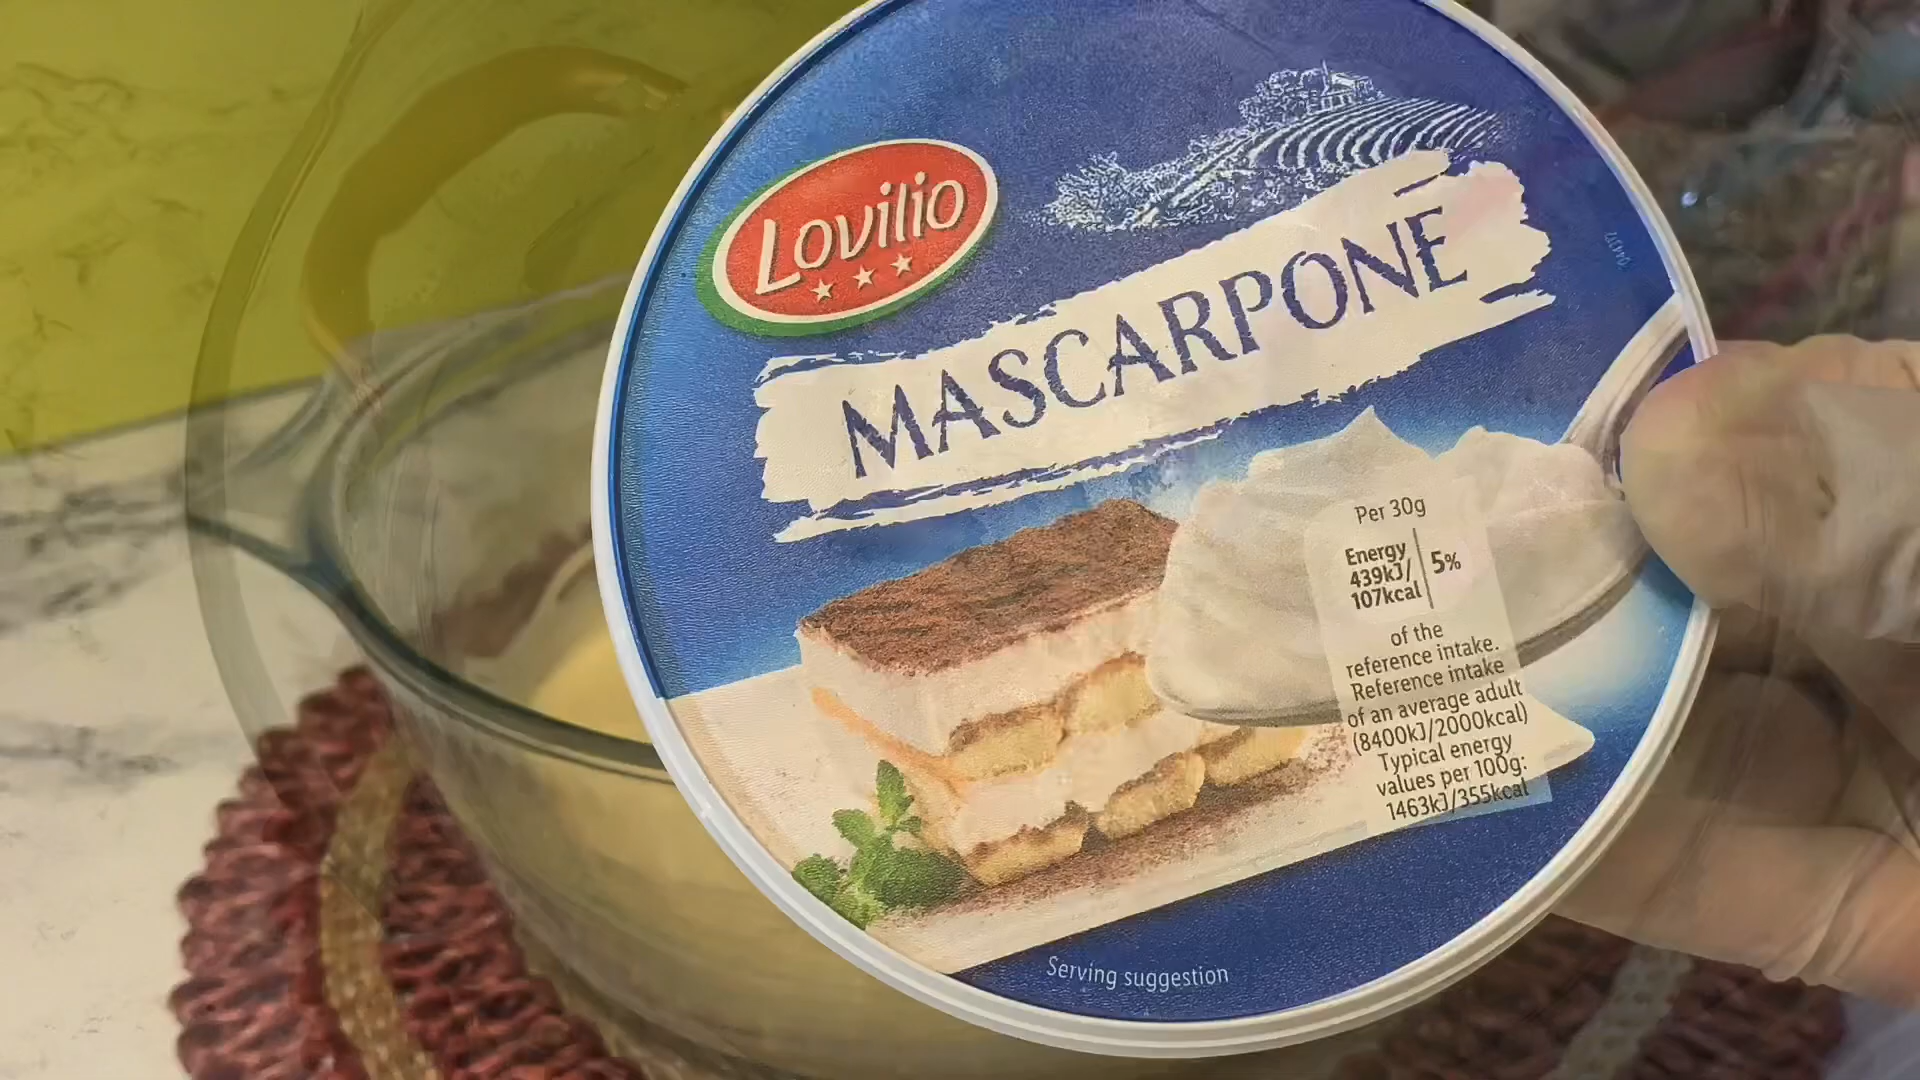 Lovilio
MASCARPONE
Per 30g
Energy
439kJ/
107kcal
5%
of the
reference intake.
Reference intake
of an average adult
(8400kJ/2000kcal)
Typical energy
values per 100g:
1463kJ/355kcal
Serving suggestion